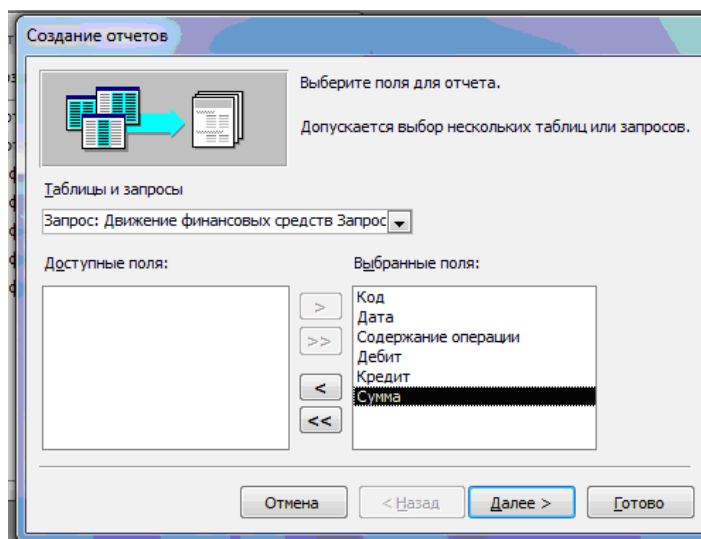 Создание отчетов
Выберите поля для отчета.
Допускается выбор нескольких таблиц или запросов.
Таблицы и запросы
Запрос: Движение финансовых средств Запрос
Доступные поля:
Выбранные поля:
>
>>
<
<<
Код
Дата
Содержание операции
Дебит
Кредит
Сумма
Отмена
< Назад
Далее >
Готово